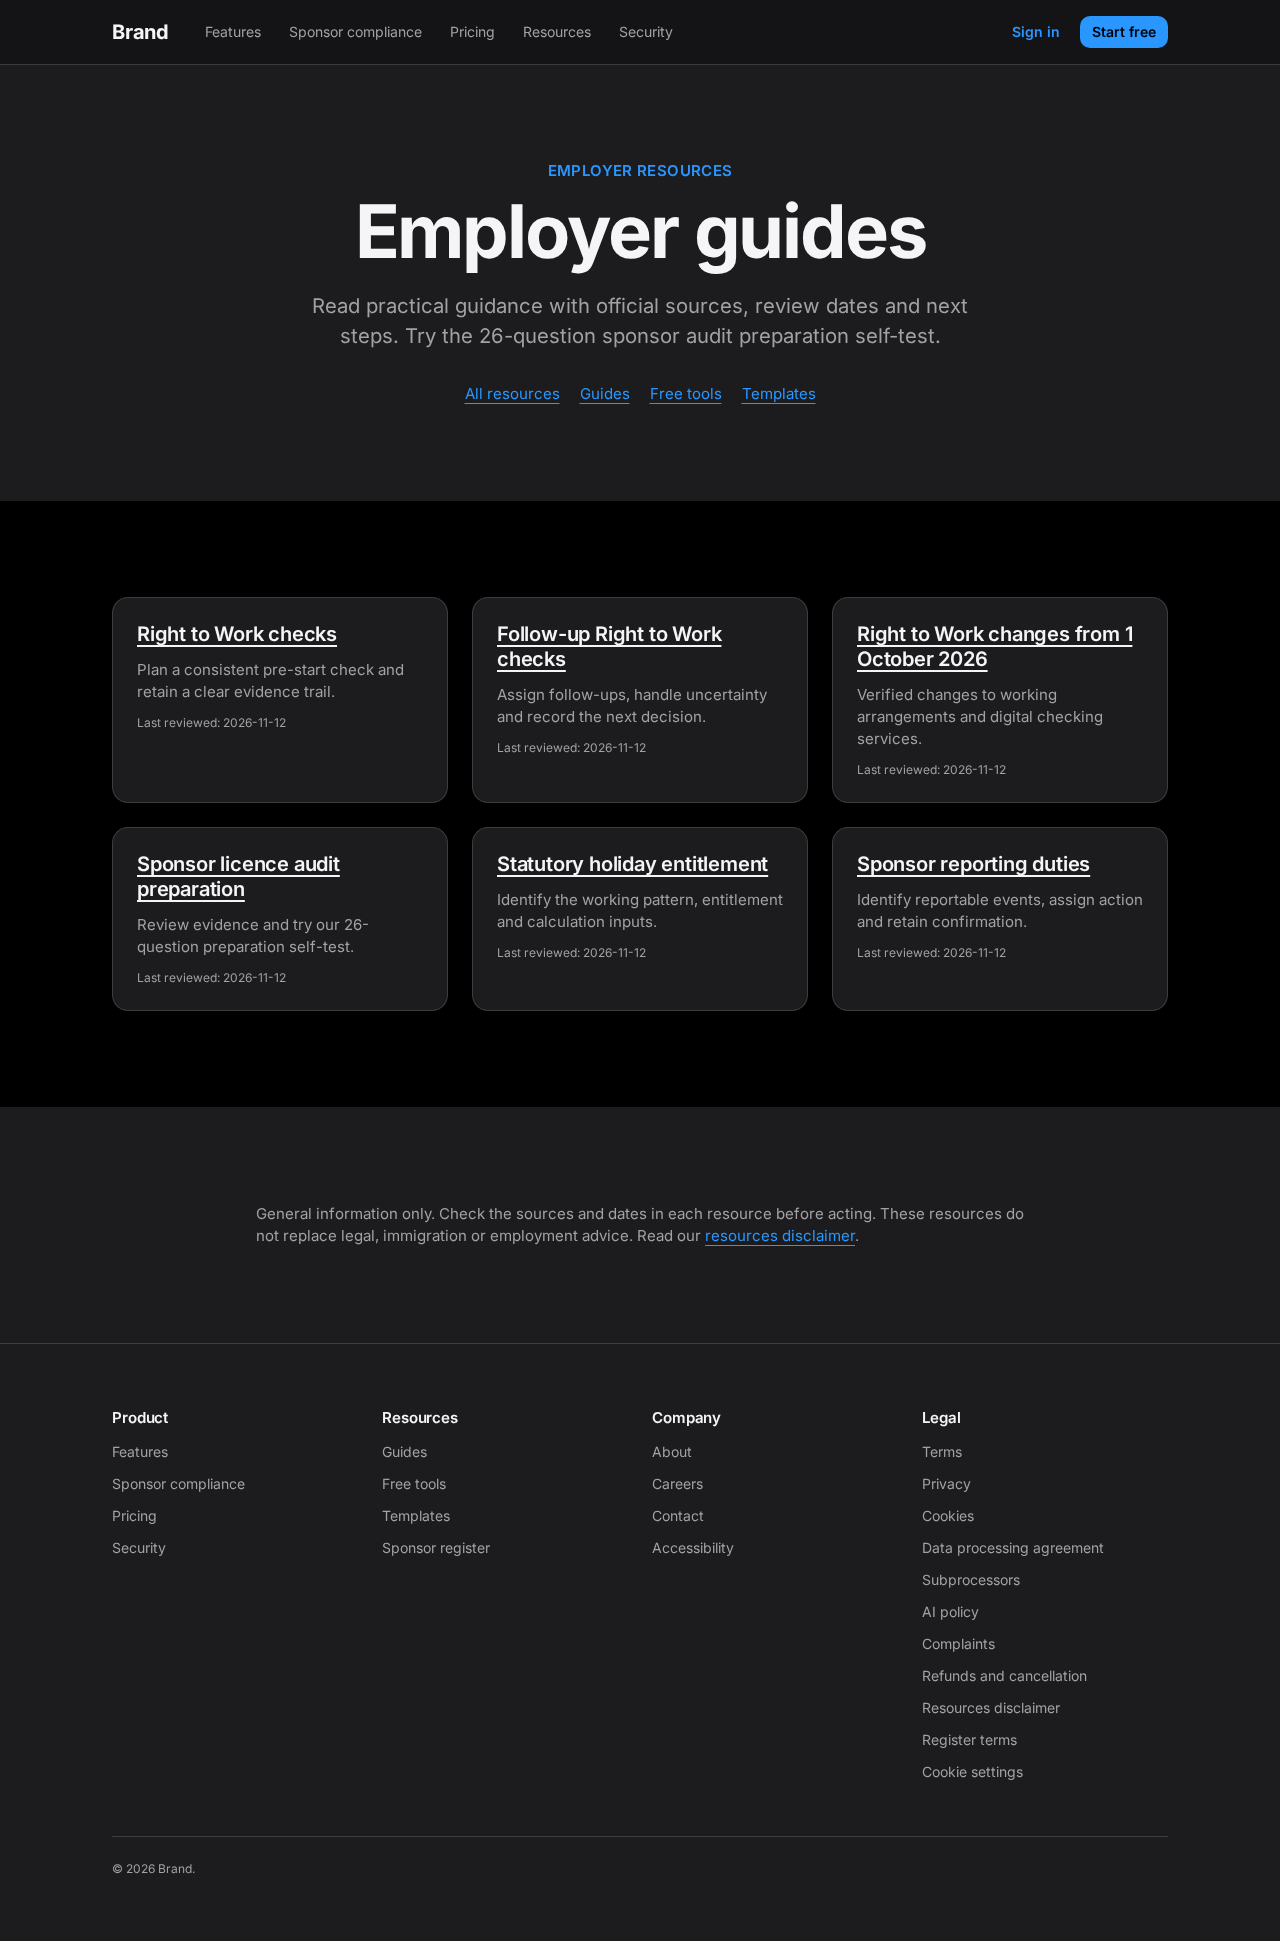 Brand
Features
Sponsor compliance
Pricing
Resources
Security
Sign in
Start free
EMPLOYER RESOURCES
Employer guides
Read practical guidance with official sources, review dates and next
steps. Try the 26-question sponsor audit preparation self-test.
All resources
Guides
Free tools
Templates
Right to Work checks
Plan a consistent pre-start check and
retain a clear evidence trail.
Last reviewed: 2026-11-12
Follow-up Right to Work
checks
Assign follow-ups, handle uncertainty
and record the next decision.
Last reviewed: 2026-11-12
Right to Work changes from 1
October 2026
Verified changes to working
arrangements and digital checking
services.
Last reviewed: 2026-11-12
Sponsor licence audit
preparation
Review evidence and try our 26-
question preparation self-test.
Last reviewed: 2026-11-12
Statutory holiday entitlement
Identify the working pattern, entitlement
and calculation inputs.
Last reviewed: 2026-11-12
Sponsor reporting duties
Identify reportable events, assign action
and retain confirmation.
Last reviewed: 2026-11-12
General information only. Check the sources and dates in each resource before acting. These resources do
not replace legal, immigration or employment advice. Read our resources disclaimer.
Product
Features
Sponsor compliance
Pricing
Security
Resources
Guides
Free tools
Templates
Sponsor register
Company
About
Careers
Contact
Accessibility
Legal
Terms
Privacy
Cookies
Data processing agreement
Subprocessors
AI policy
Complaints
Refunds and cancellation
Resources disclaimer
Register terms
Cookie settings
© 2026 Brand.